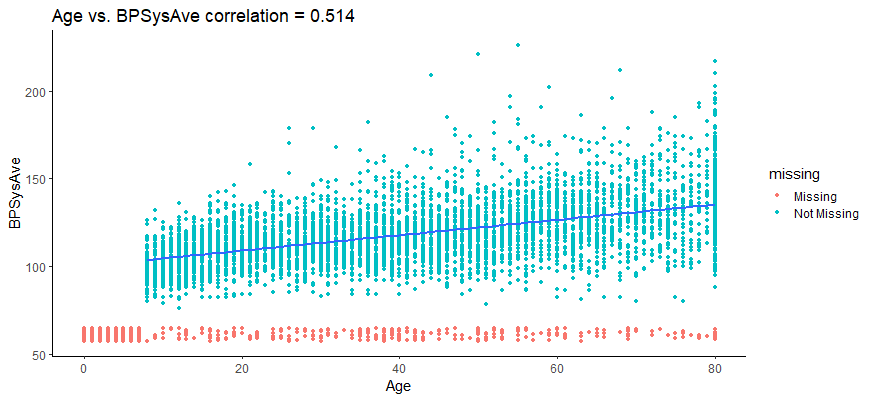 Age vs. BPSysAve correlation = 0.514
200
150
100
50
BPSysAve
0 20 40 60 80
Age
missing
Missing
Not Missing